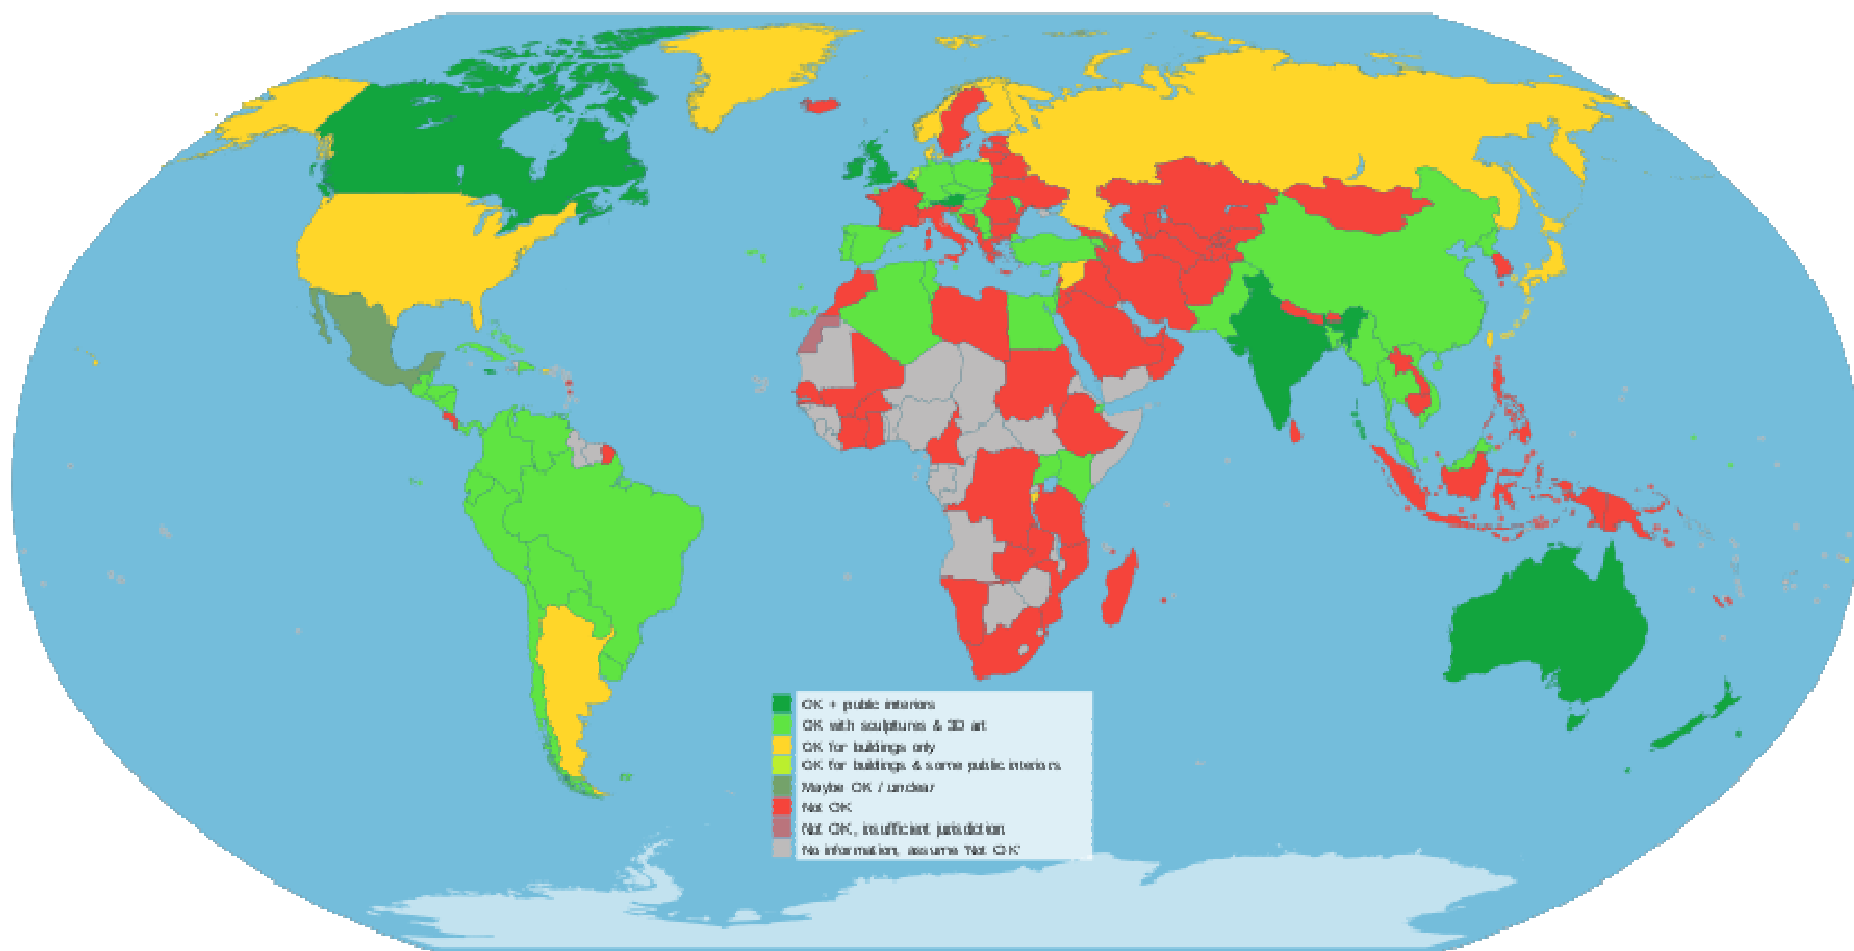 OK + public interiors
OK with sculptures & 3D art
OK for buildings only
OK for buildings & some public interiors
Maybe OK / unclear
Not OK
Not OK, insufficient jurisdiction
No information, assume 'Not OK'